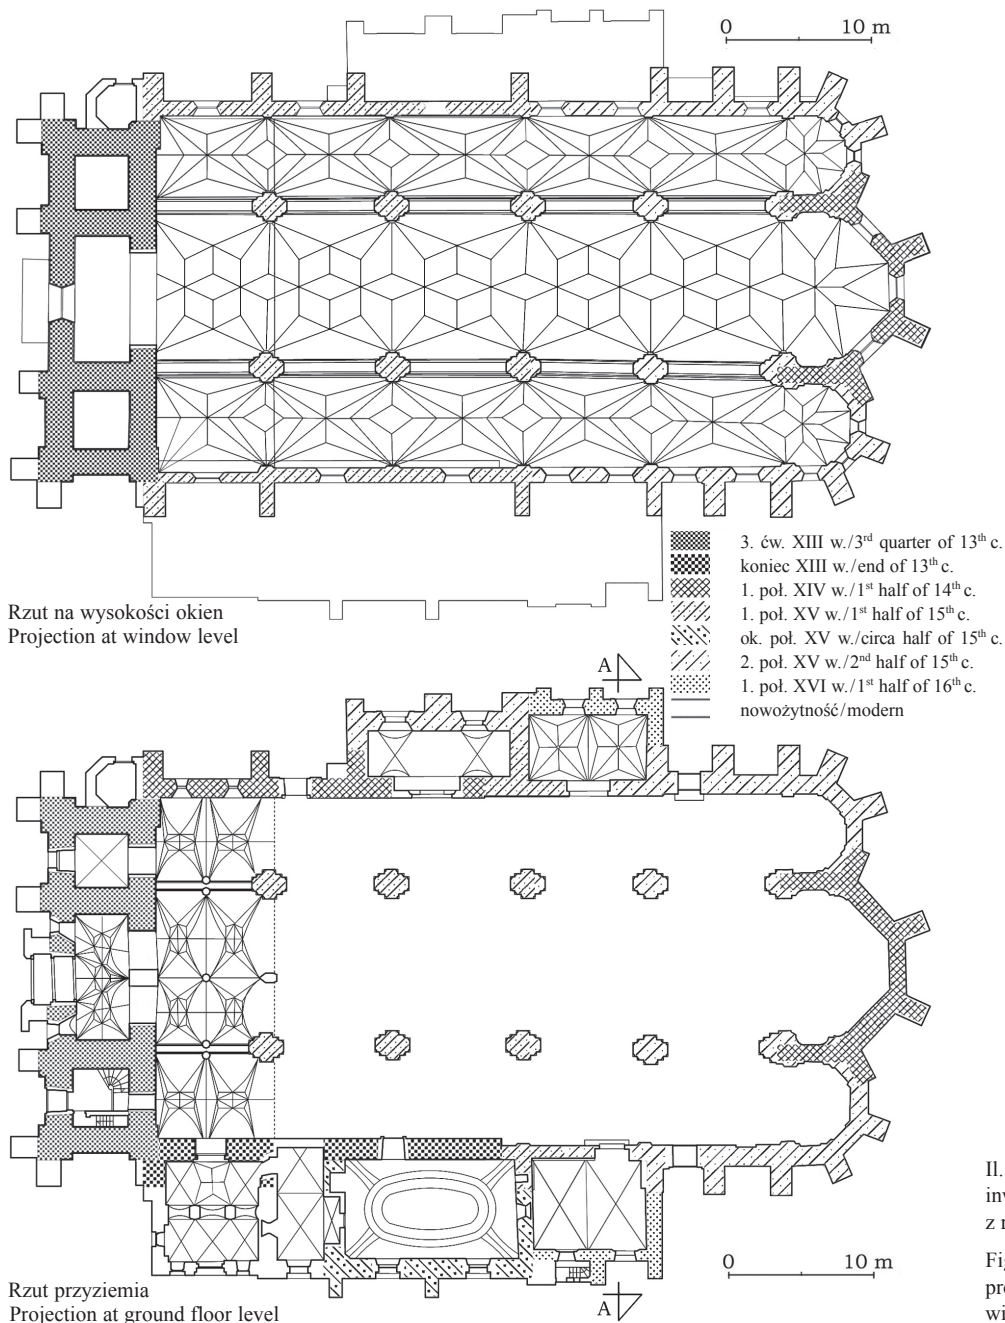 0 10 m
3. ćw. XIII w./3rd quarter of 13th c.
koniec XIII w./end of 13th c.
1. poł. XIV w./1st half of 14th c.
1. poł. XV w./1st half of 15th c.
ok. poł. XV w./circa half of 15th c.
2. poł. XV w./2nd half of 15th c.
1. poł. XVI w./1st half of 16th c.
nowożytność/modern
Rzut na wysokości okien
Projection at window level
A
Il.
z
Fig
0 10 m
A
Rzut przyziemia
Projection at ground floor level